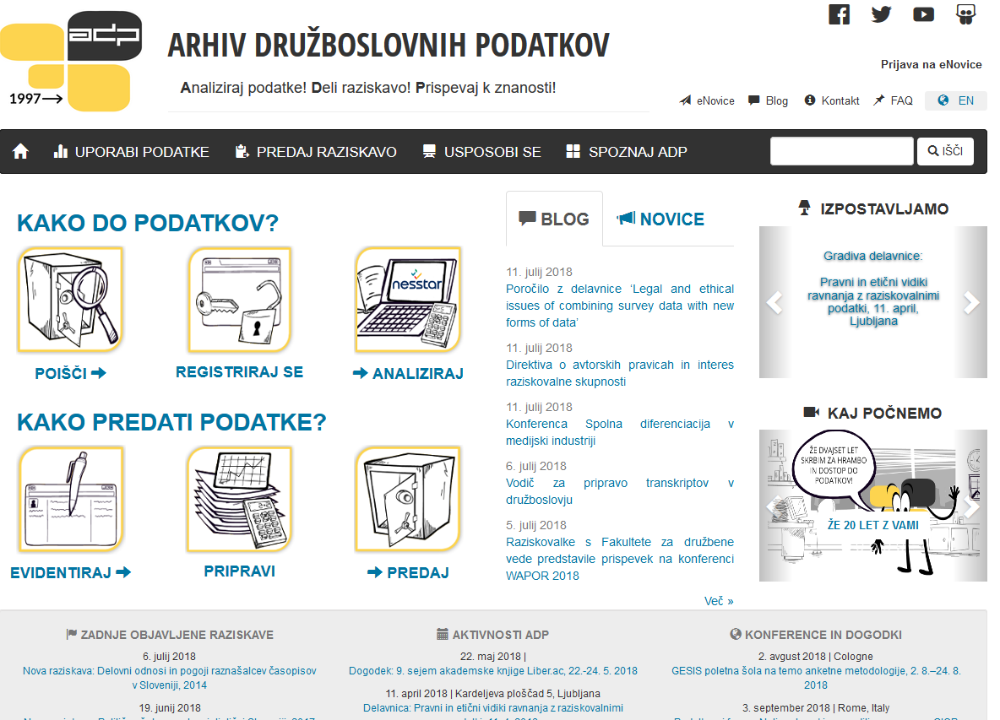 adp
1997
ARHIV DRUŽBOSLOVNIH PODATKOV
Analiziraj podatke! Deli raziskavo! Prispevaj k znanosti!
Prijava na eNovice
eNovice Blog Kontakt FAQ EN
UPORABI PODATKE PREDAJ RAZISKAVO USPOSOBI SE SPOZNAJ ADP IŠČI
KAKO DO PODATKOV?
nesstar
POIŠČI REGISTRIRAJ SE ANALIZIRAJ
KAKO PREDATI PODATKE?
EVIDENTIRAJ PRIPRAVI PREDAJ
BLOG NOVICE
11. julij 2018
Poročilo z delavnice ‘Legal and ethical
issues of combining survey data with new
forms of data’
11. julij 2018
Direktiva o avtorskih pravicah in interes
raziskovalne skupnosti
11. julij 2018
Konferenca Spolna diferenciacija v
medijski industriji
6. julij 2018
Vodič za pripravo transkriptov v
družboslovju
5. julij 2018
Raziskovalke s Fakultete za družbene
vede predstavile prispevek na konferenci
WAPOR 2018
Več »
IZPOSTAVLJAMO
Gradiva delavnice:
Pravni in etični vidiki
ravnanja z raziskovalnimi
podatki, 11. april,
Ljubljana
KAJ POČNEMO
ŽE DVAJSET LET
SKRBIM ZA HRAMBO
IN DOSTOP DO
PODATKOV!
ŽE 20 LET Z VAMI
ZADNJE OBJAVLJENE RAZISKAVE
6. julij 2018
Nova raziskava: Delovni odnosi in pogoji raznašalcev časopisov
v Sloveniji, 2014
19. junij 2018
AKTIVNOSTI ADP
22. maj 2018 |
Dogodek: 9. sejem akademske knjige Liber.ac, 22.-24. 5. 2018
11. april 2018 | Kardeljeva ploščad 5, Ljubljana
Delavnica: Pravni in etični vidiki ravnanja z raziskovalnimi
KONFERENCE IN DOGODKI
2. avgust 2018 | Cologne
GESIS poletna šola na temo anketne metodologije, 2. 8.–24. 8.
2018
3. september 2018 | Rome, Italy